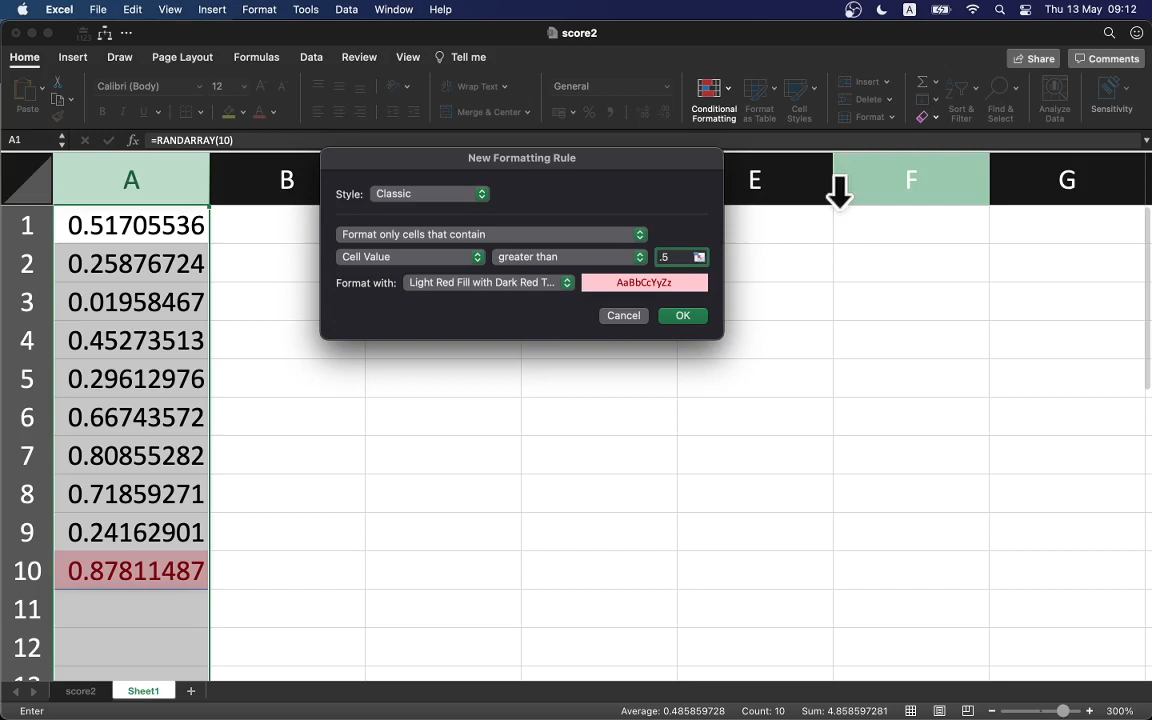 Excel File Edit View Insert Format Tools Data Window Help A Thu 13 May 09:12
score2
Home Insert Draw Page Layout Formulas Data Review View Tell me Share Comments
Paste Calibri (Body) 12 Wrap Text General Conditional Formatting Format as Table Cell Styles Insert Sort & Filter Find & Select Analyze Data Sensitivity
B I U Merge & Center Delete
Format
A1 fx =RANDARRAY(10)
New Formatting Rule
A B E F G
Style: Classic
1 0.51705536
Format only cells that contain
2 0.25876724
Cell Value greater than .5
Format with: Light Red Fill with Dark Red T... AaBbCcYyZz
3 0.01958467
Cancel OK
4 0.45273513
5 0.29612976
6 0.66743572
7 0.80855282
8 0.71859271
9 0.24162901
10 0.87811487
11
12
score2 Sheet1 +
Enter Average: 0.485859728 Count: 10 Sum: 4.858597281 300%